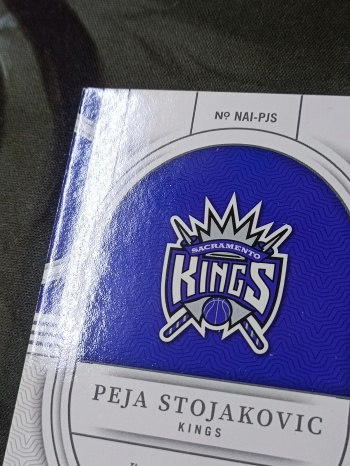 Nº NAI-PJS
SACRAMENTO
KINGS
PEJA STOJAKOVIC
KINGS